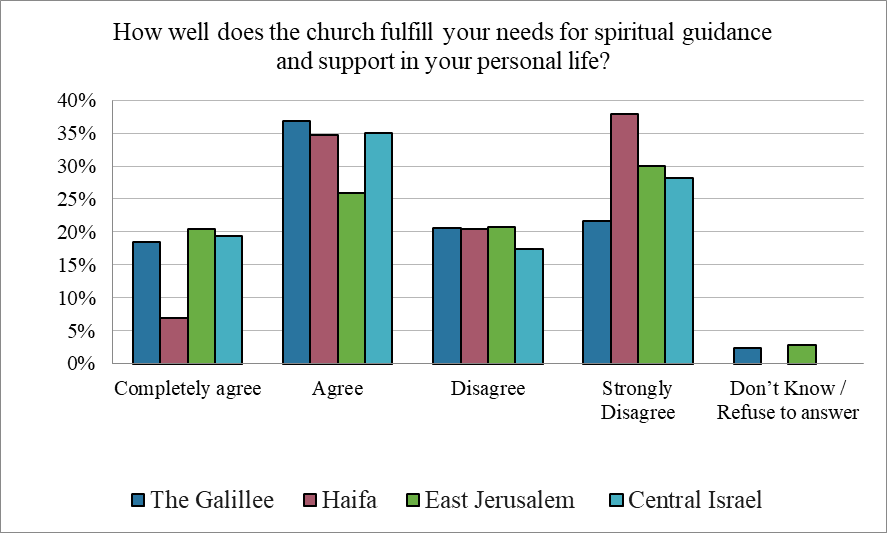 How well does the church fulfill your needs for spiritual guidance
and support in your personal life?
40%
35%
30%
25%
20%
15%
10%
5%
0%
Completely agree
Agree
Disagree
Strongly
Disagree
Don’t Know /
Refuse to answer
The Galillee
Haifa
East Jerusalem
Central Israel